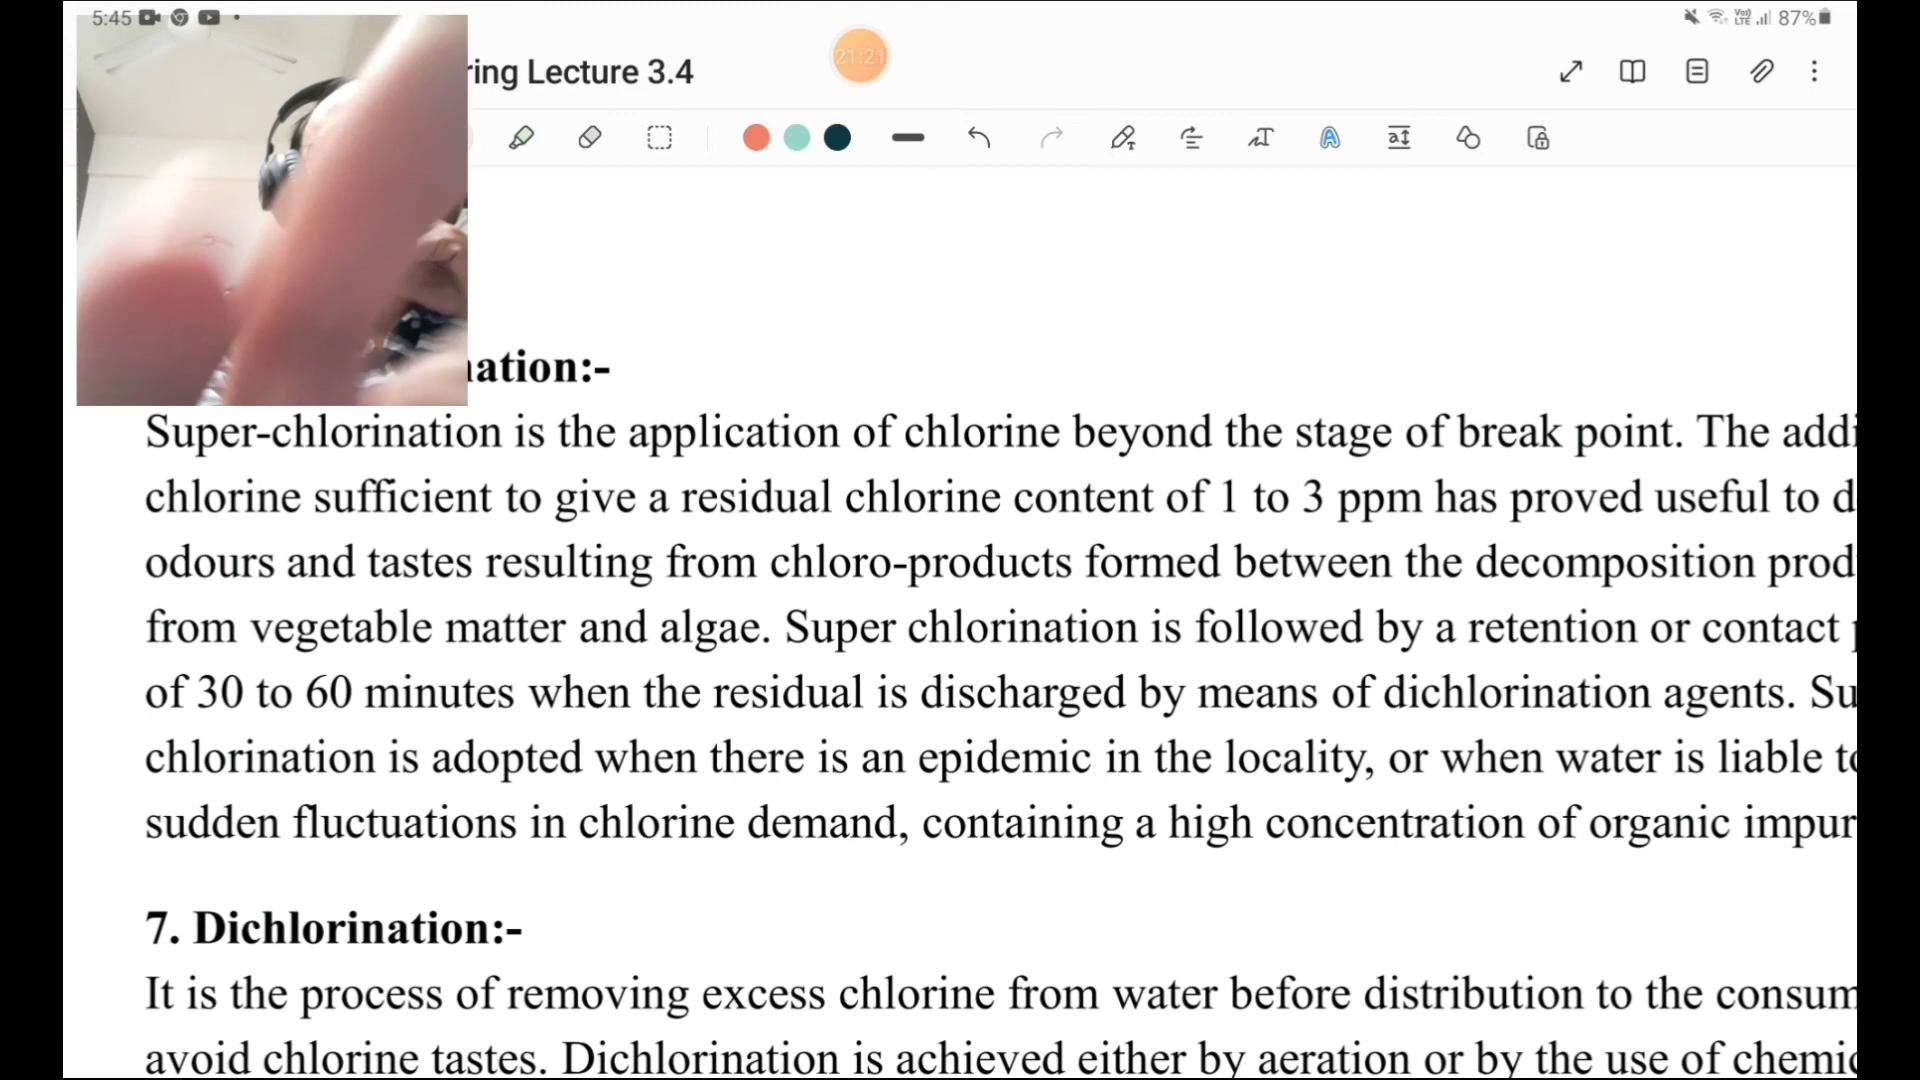 5:45
87%
ring Lecture 3.4
21:21
ation:-
Super-chlorination is the application of chlorine beyond the stage of break point. The addi
chlorine sufficient to give a residual chlorine content of 1 to 3 ppm has proved useful to d
odours and tastes resulting from chloro-products formed between the decomposition prod
from vegetable matter and algae. Super chlorination is followed by a retention or contact
of 30 to 60 minutes when the residual is discharged by means of dichlorination agents. Su
chlorination is adopted when there is an epidemic in the locality, or when water is liable to
sudden fluctuations in chlorine demand, containing a high concentration of organic impur
7. Dichlorination:-
It is the process of removing excess chlorine from water before distribution to the consum
avoid chlorine tastes. Dichlorination is achieved either by aeration or by the use of chemic